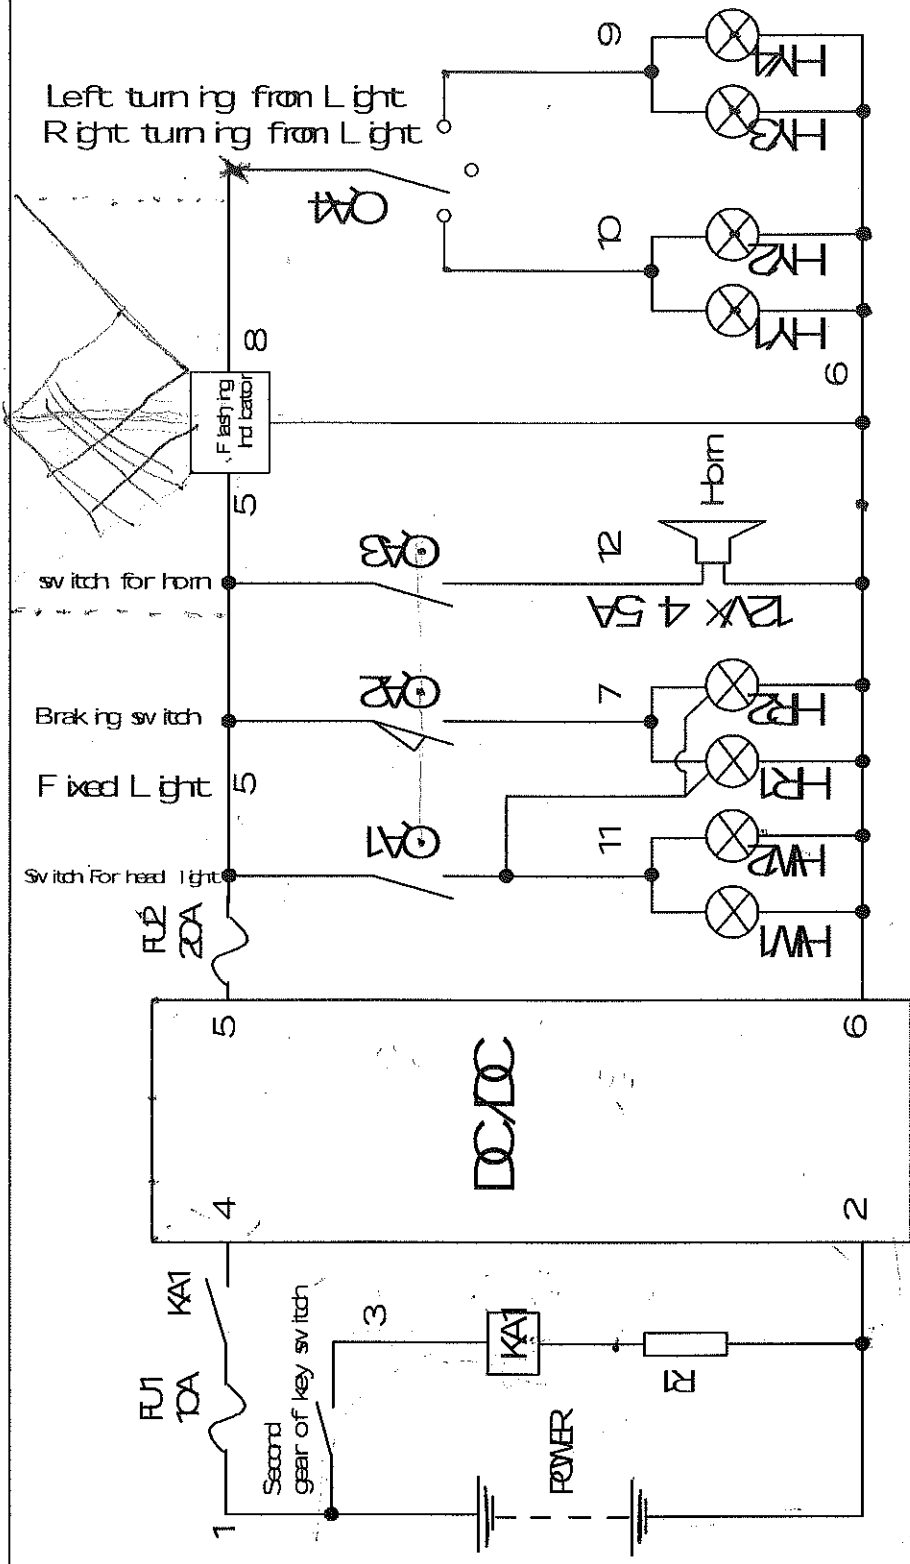 Left turning from Light
Right turning from Light
9
HY4
HY3
QA4
10
HY2
HY1
8
6
Flashing
Indicator
5
Horn
switch for horn
QA3
12
12V X 4 5A
Braking switch
QA2
7
HR2
Fixed Light
5
HR1
Switch For head light
QA1
11
HW2
HW1
FU2
20A
5
6
DC/DC
4
2
FU1
10A
KA1
Second
gear of key switch
3
KA1
R1
1
POWER